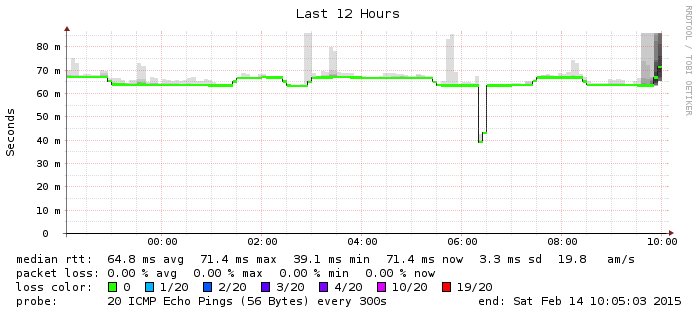 Last 12 Hours
RRDTOOL / TOBI OETIKER
Seconds
80 m
70 m
60 m
50 m
40 m
30 m
20 m
10 m
0
00:00 02:00 04:00 06:00 08:00 10:00
median rtt: 64.8 ms avg 71.4 ms max 39.1 ms min 71.4 ms now 3.3 ms sd 19.8 am/s
packet loss: 0.00 % avg 0.00 % max 0.00 % min 0.00 % now
loss color: 0 1/20 2/20 3/20 4/20 10/20 19/20
probe: 20 ICMP Echo Pings (56 Bytes) every 300s end: Sat Feb 14 10:05:03 2015